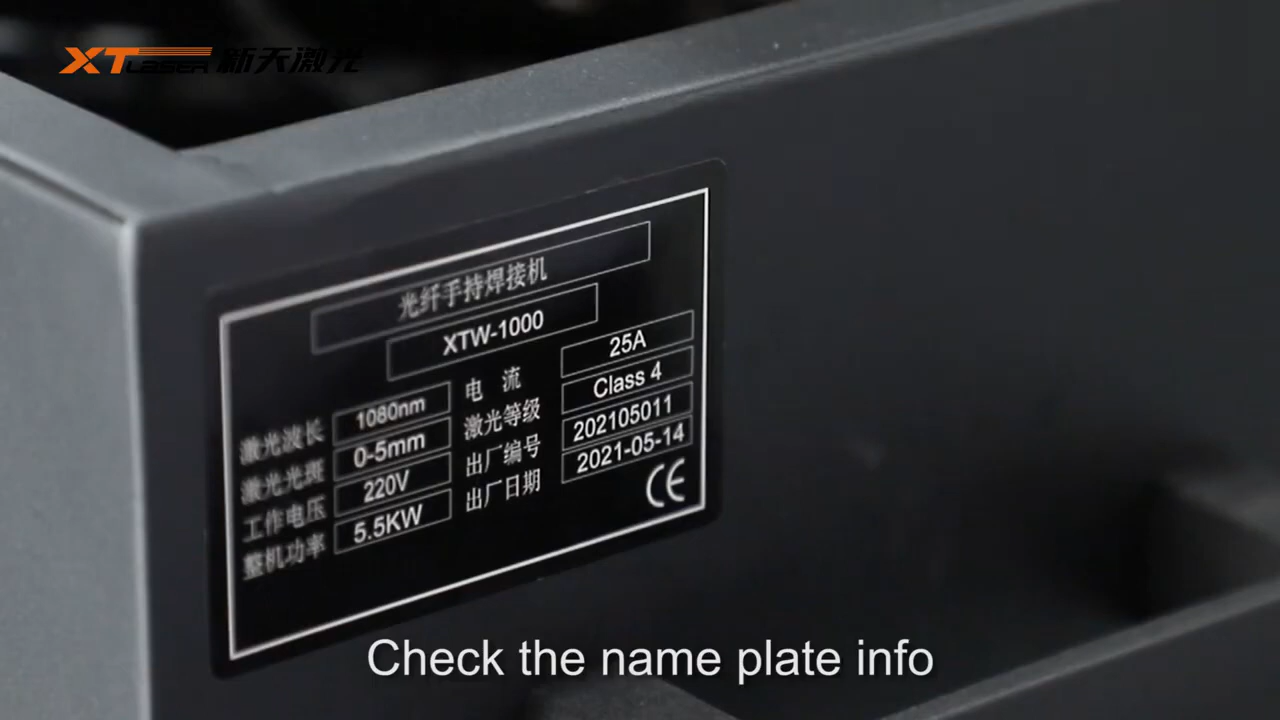 XT LASER 新天激光
光纤手持焊接机
XTW-1000
激光波长 1080nm 电 流 25A
激光光斑 0-5mm 激光等级 Class 4
工作电压 220V 出厂编号 202105011
整机功率 5.5KW 出厂日期 2021-05-14
CE
Check the name plate info